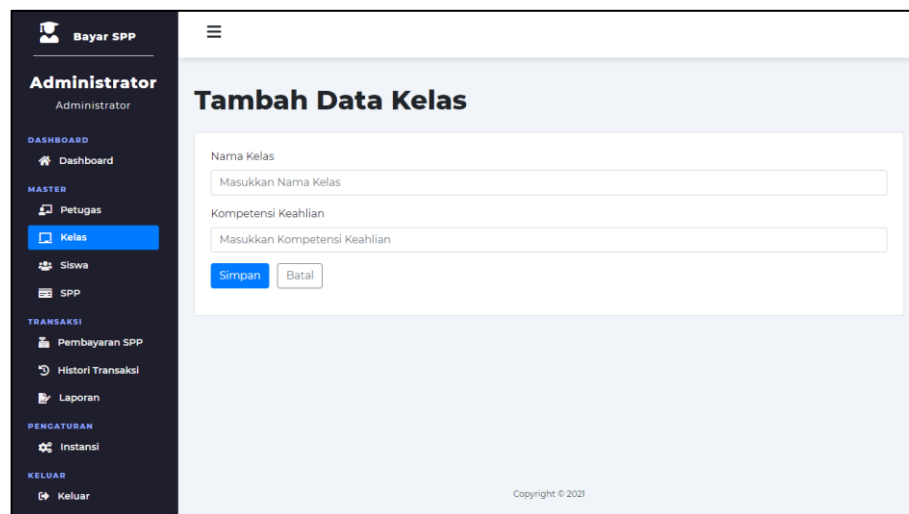 Bayar SPP
Administrator
Administrator
DASHBOARD
Dashboard
MASTER
Petugas
Kelas
Siswa
SPP
TRANSAKSI
Pembayaran SPP
Histori Transaksi
Laporan
PENGATURAN
Instansi
KELUAR
Keluar
Tambah Data Kelas
Nama Kelas
Masukkan Nama Kelas
Kompetensi Keahlian
Masukkan Kompetensi Keahlian
Simpan Batal
Copyright © 2021